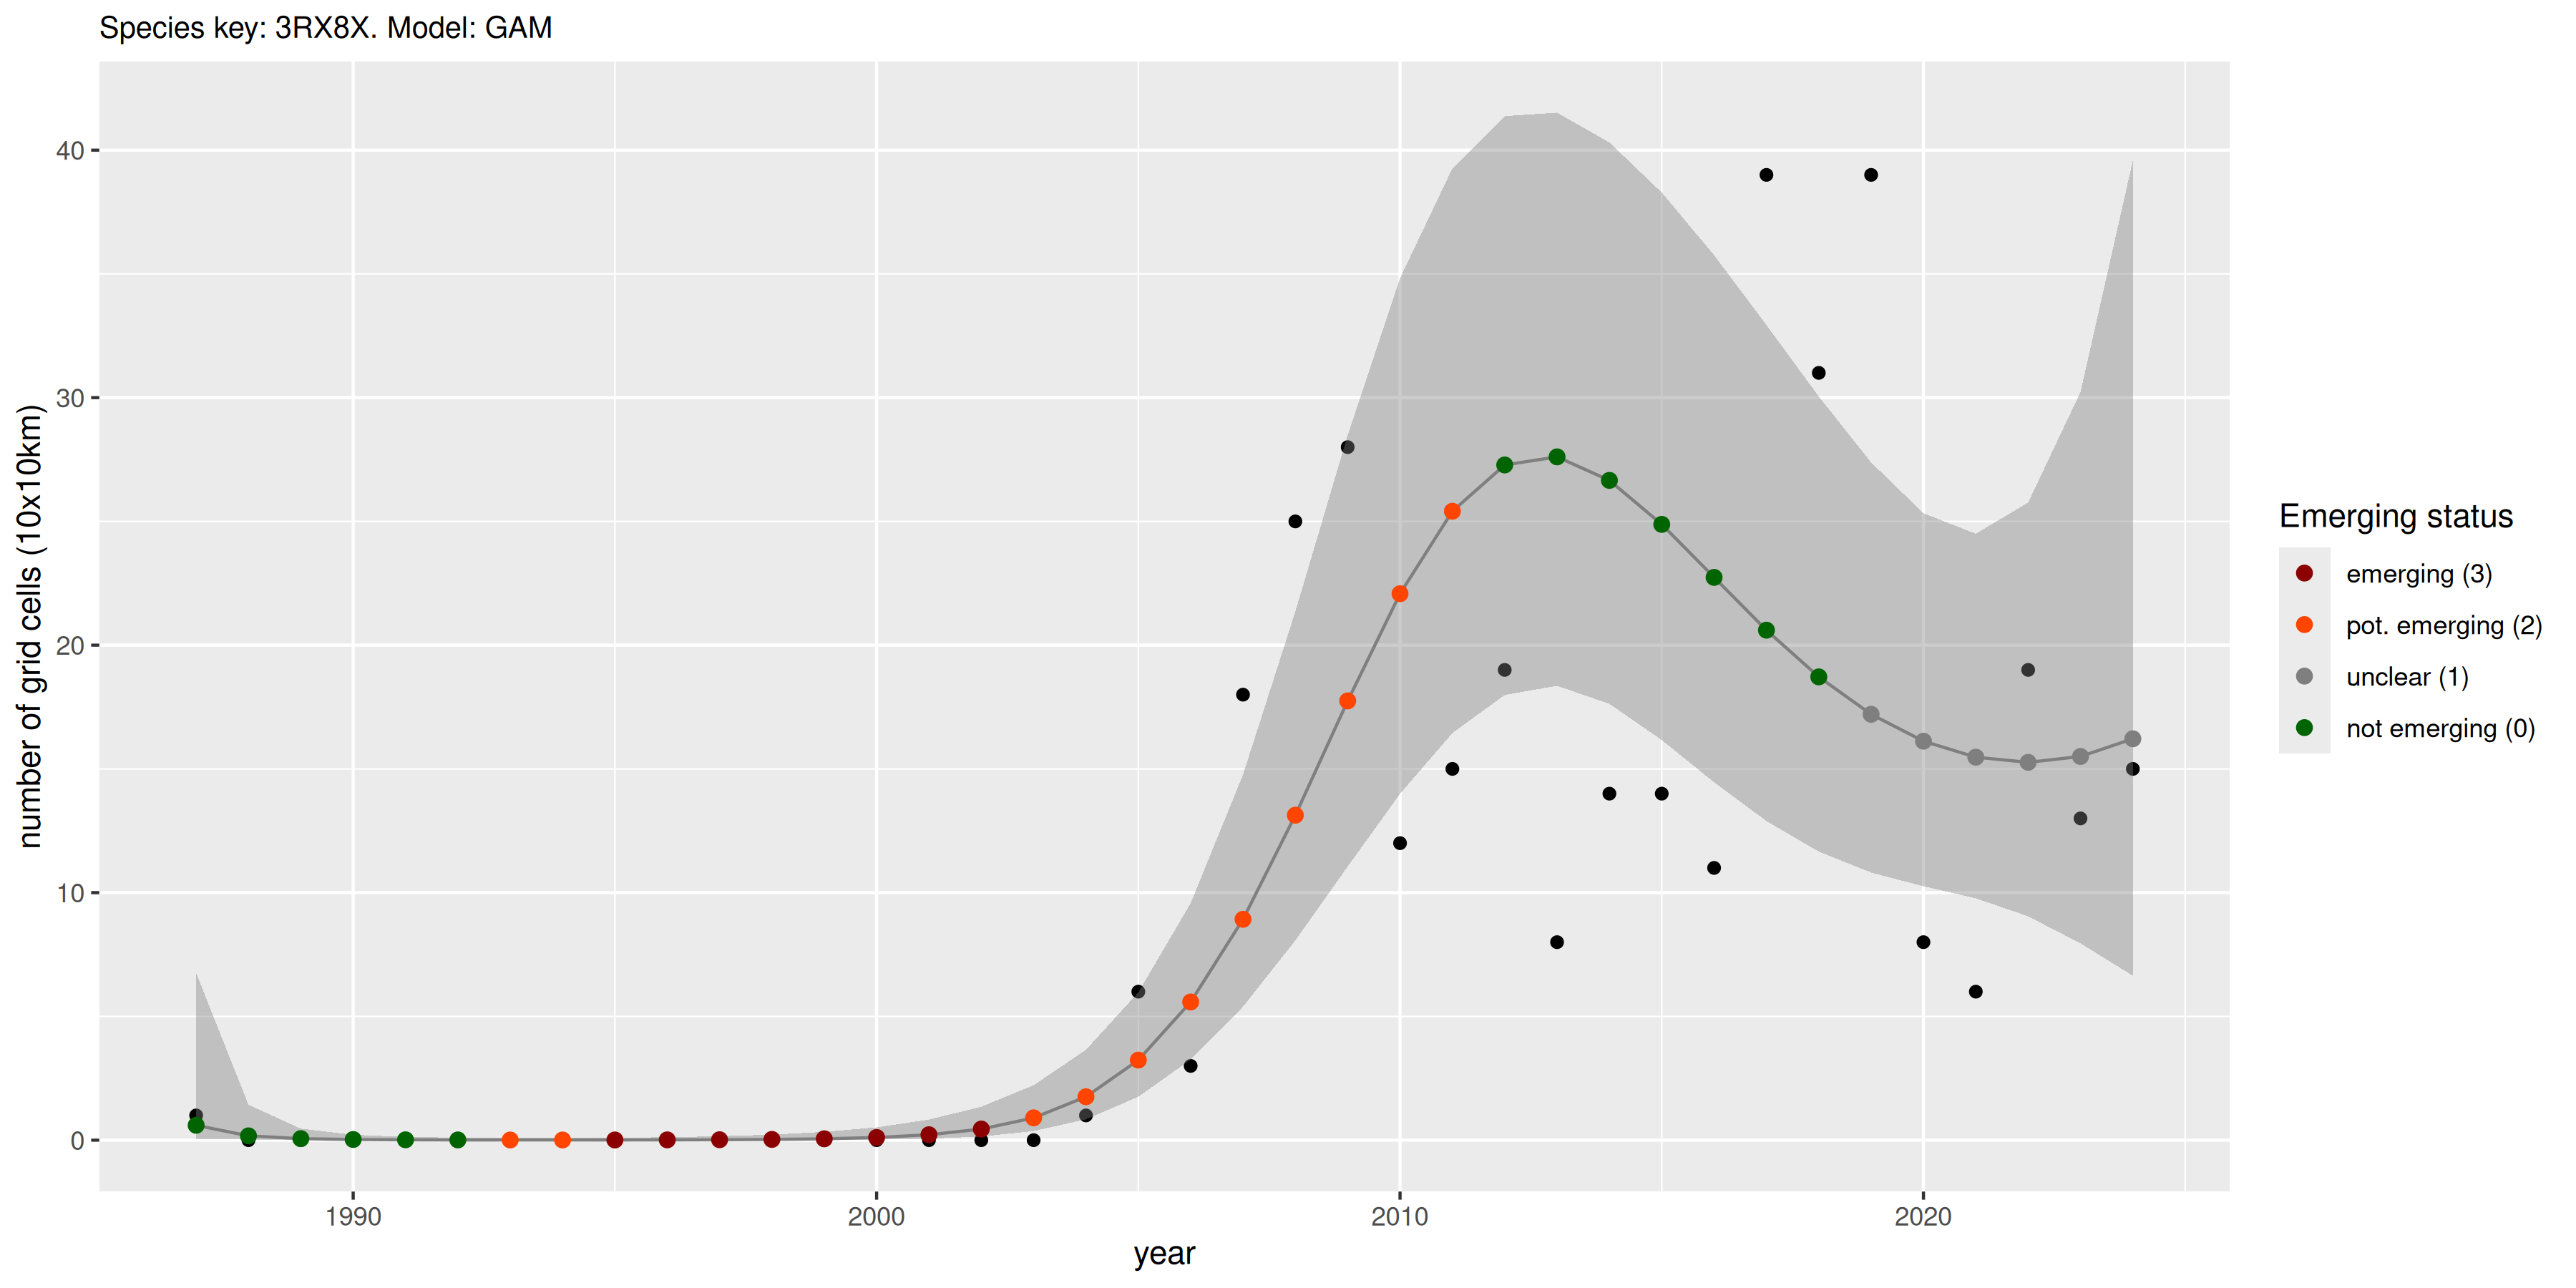 Species key: 3RX8X. Model: GAM
number of grid cells (10x10km)
40
30
20
10
0
1990
2000
2010
2020
year
Emerging status
emerging (3)
pot. emerging (2)
unclear (1)
not emerging (0)